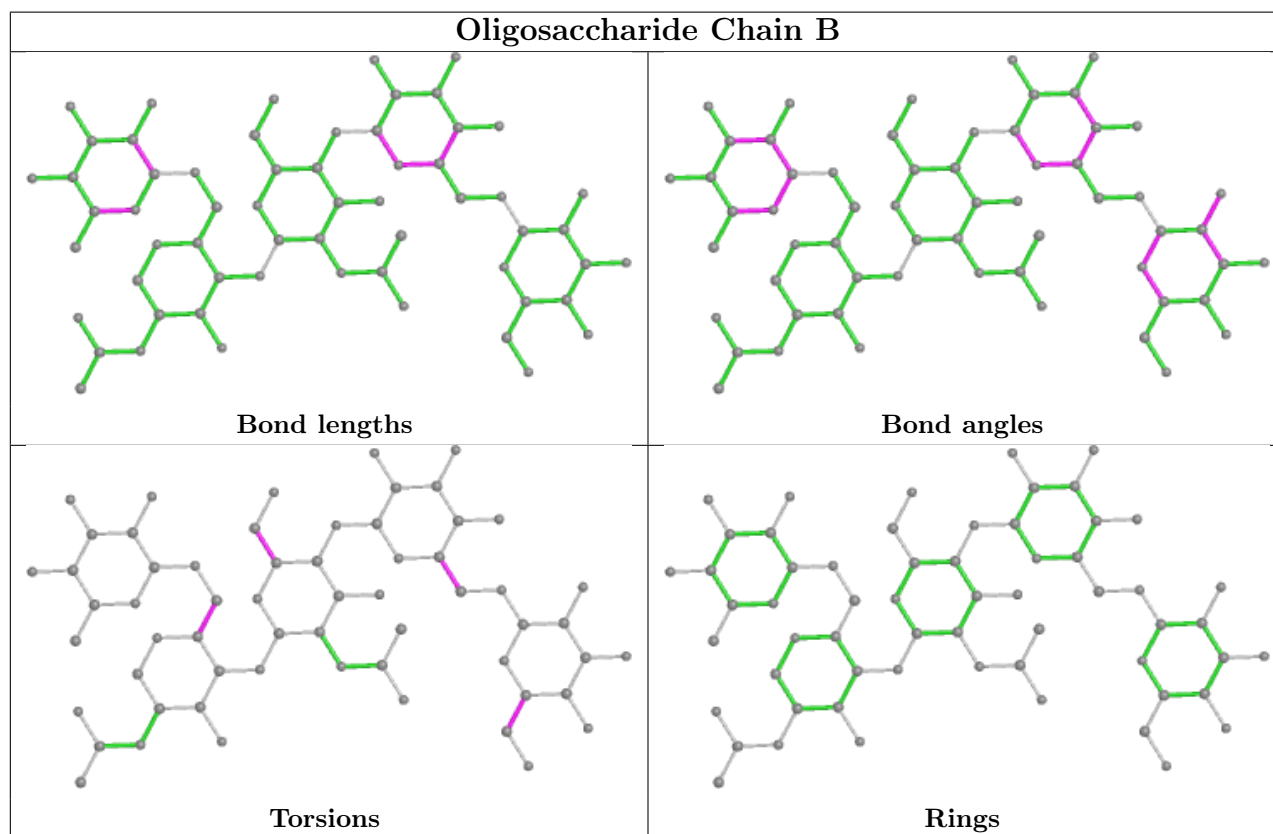 Oligosaccharide Chain B
Bond lengths
Bond angles
Torsions
Rings